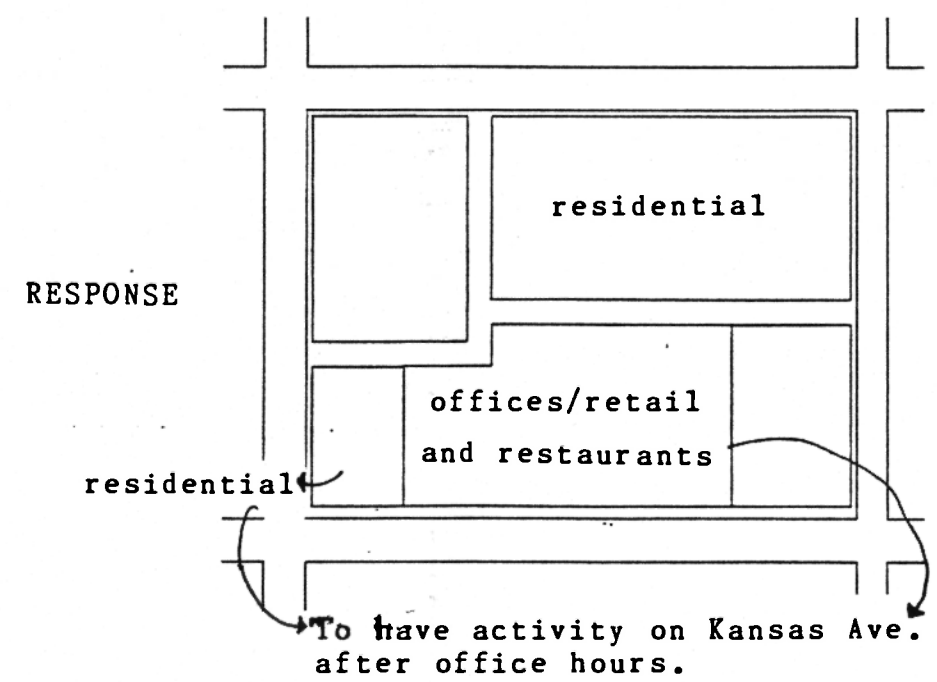 residential
RESPONSE
offices/retail
and restaurants
residential
To have activity on Kansas Ave.
after office hours.